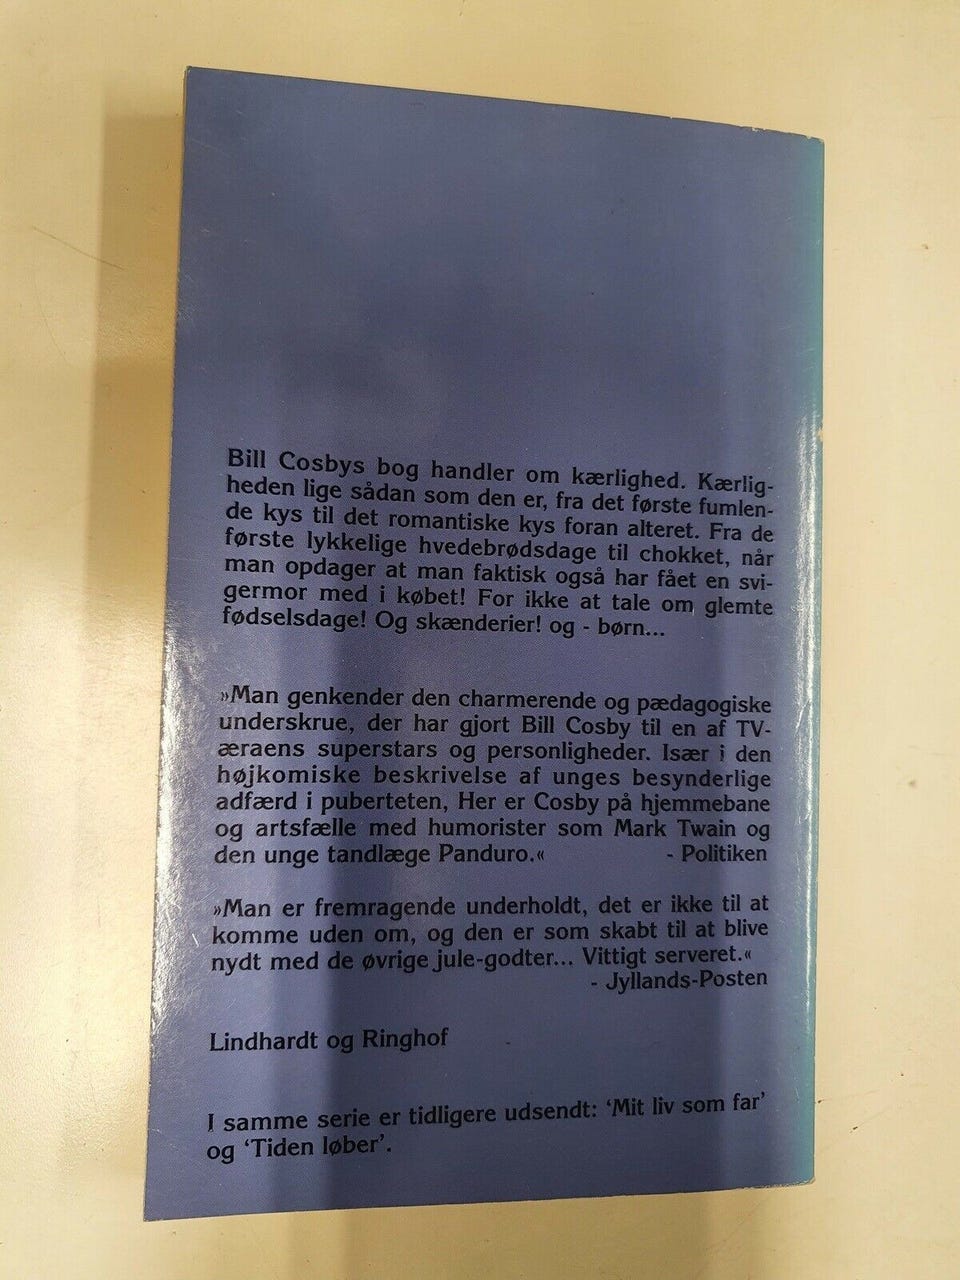 Bill Cosbys bog handler om kærlighed. Kærlig-
heden lige sådan som den er, fra det første fumlen-
de kys til det romantiske kys foran alteret. Fra de
første lykkelige hvedebrødsdage til chokket, når
man opdager at man faktisk også har fået en svi-
germor med i købet! For ikke at tale om glemte
fødselsdage! Og skænderier! og - børn...
»Man genkender den charmerende og pædagogiske
underskrue, der har gjort Bill Cosby til en af TV-
æraens superstars og personligheder. Især i den
højkomiske beskrivelse af unges besynderlige
adfærd i puberteten, Her er Cosby på hjemmebane
og artsfælle med humorister som Mark Twain og
den unge tandlæge Panduro.« - Politiken
»Man er fremragende underholdt, det er ikke til at
komme uden om, og den er som skabt til at blive
nydt med de øvrige jule-godter... Vittigt serveret.«
- Jyllands-Posten
Lindhardt og Ringhof
I samme serie er tidligere udsendt: 'Mit liv som far'
og 'Tiden løber'.